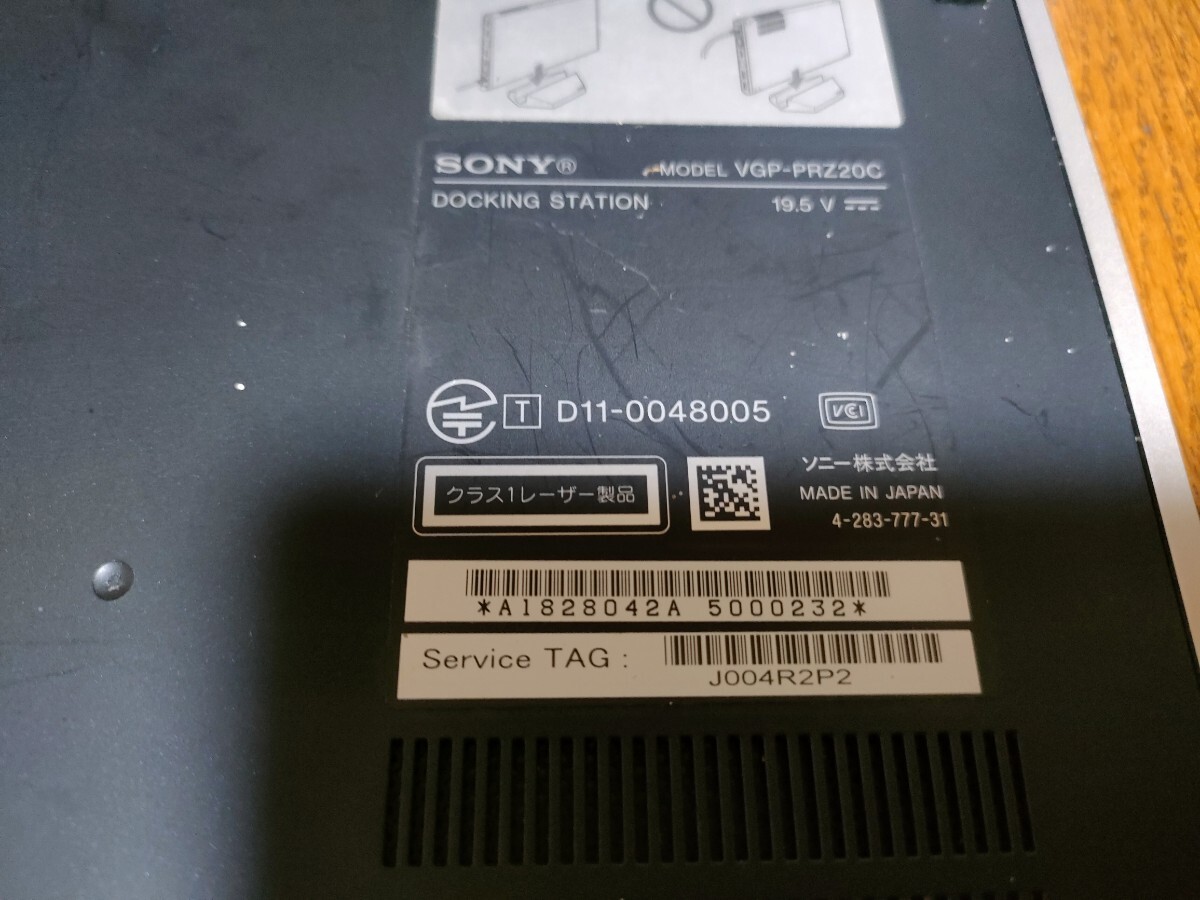 SONY® MODEL VGP-PRZ20C
DOCKING STATION 19.5 V
T D11-0048005 VCI
クラス1レーザー製品
ソニー株式会社
MADE IN JAPAN
4-283-777-31
*A1828042A 5000232*
Service TAG :
J004R2P2